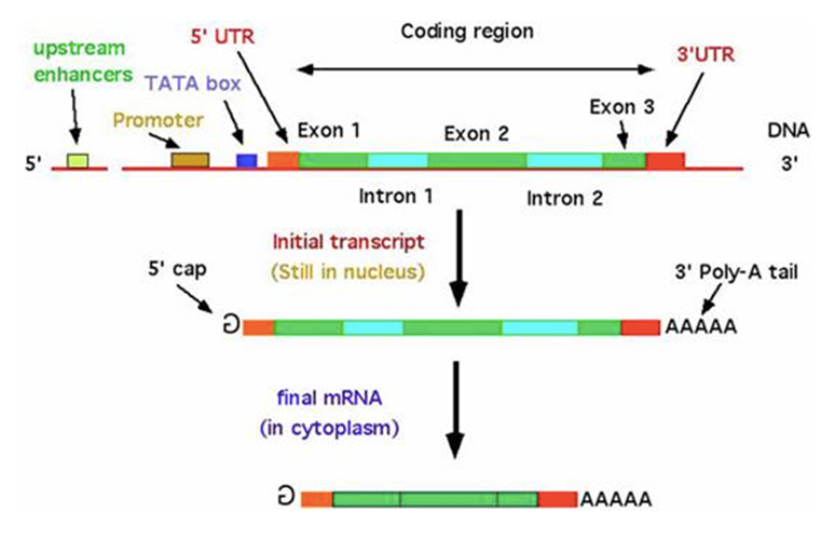 upstream
enhancers
5' UTR
Coding region
3'UTR
TATA box
Promoter
Exon 1
Exon 2
Exon 3
DNA
5'
3'
Intron 1
Intron 2
Initial transcript
(Still in nucleus)
5' cap
3' Poly-A tail
G
AAAAA
final mRNA
(in cytoplasm)
G
AAAAA